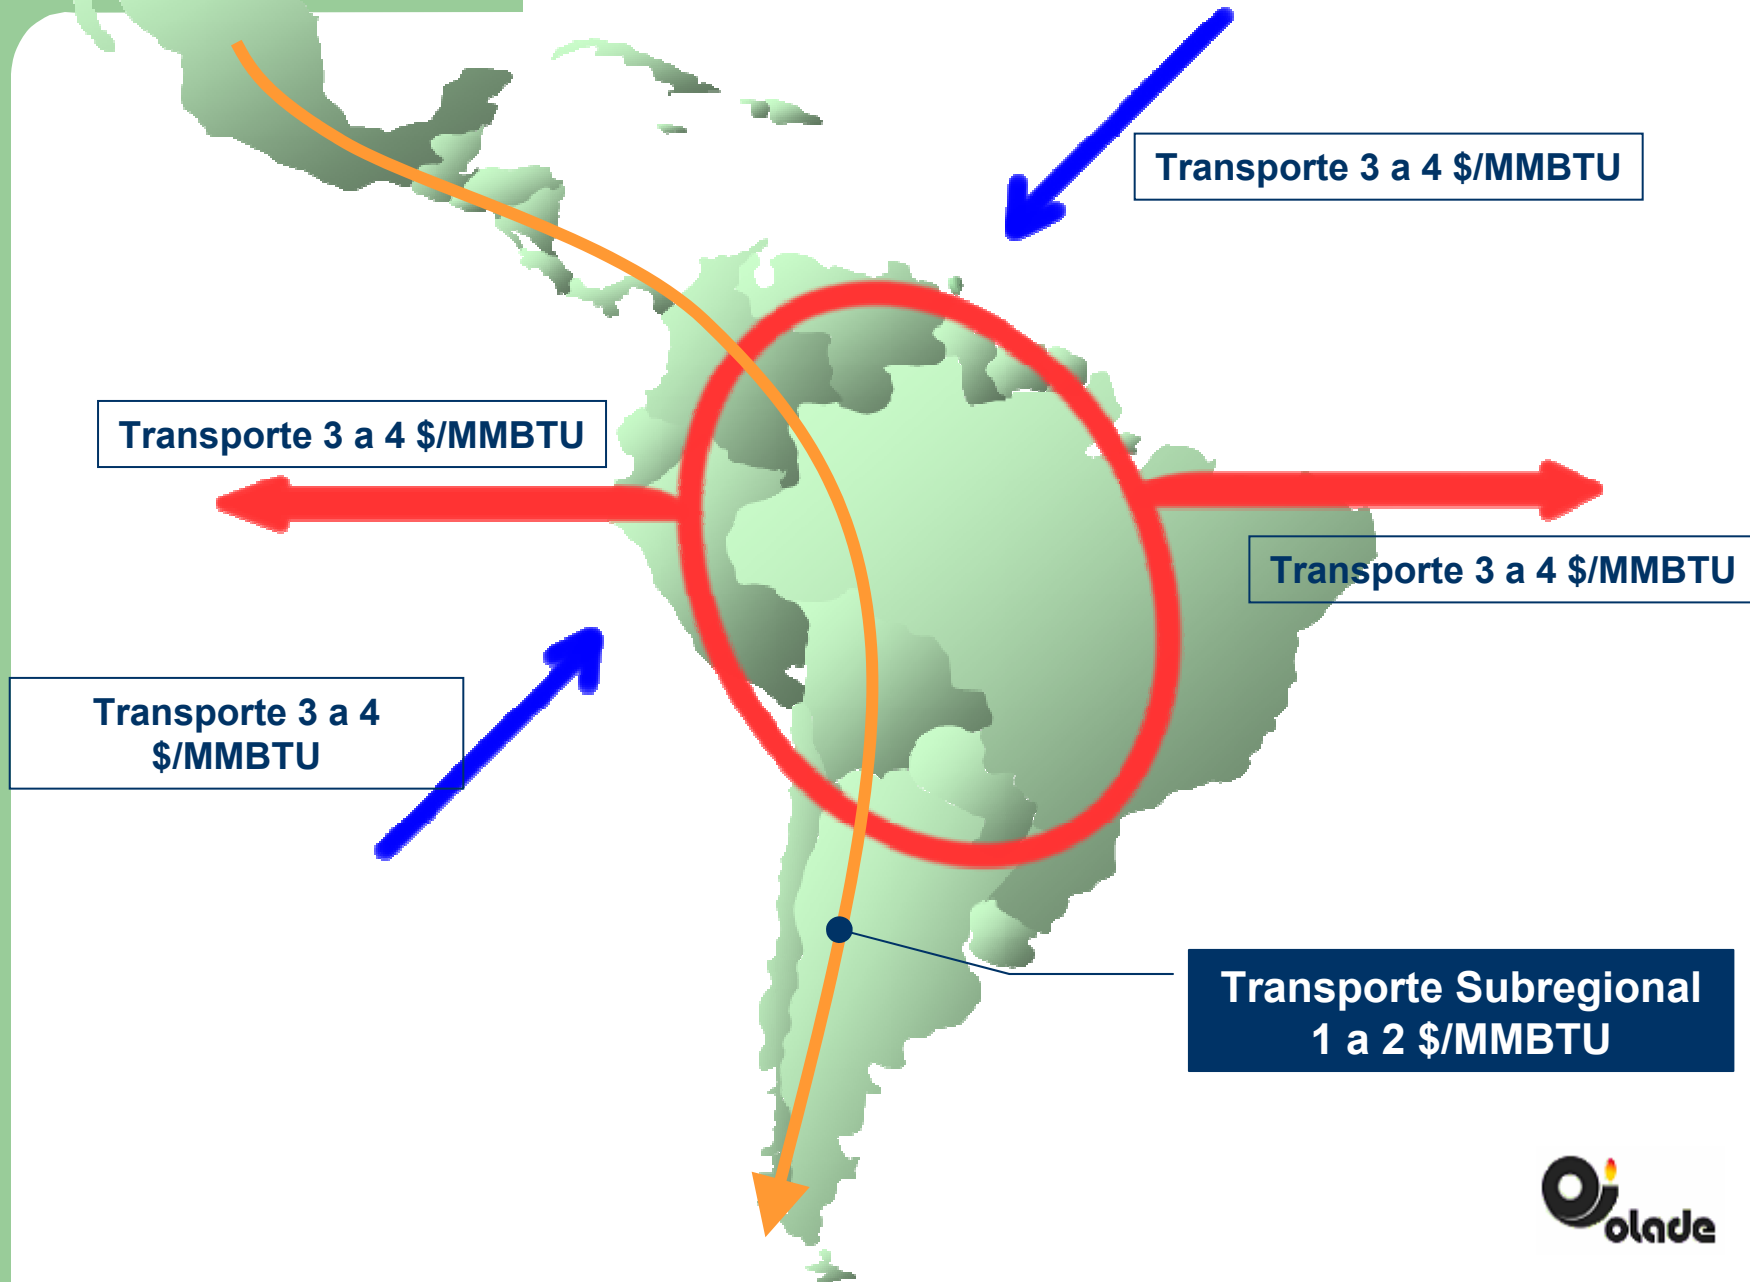 Transporte 3 a 4 $/MMBTU
Transporte 3 a 4 $/MMBTU
Transporte 3 a 4 $/MMBTU
Transporte 3 a 4
$/MMBTU
Transporte Subregional
1 a 2 $/MMBTU
olade